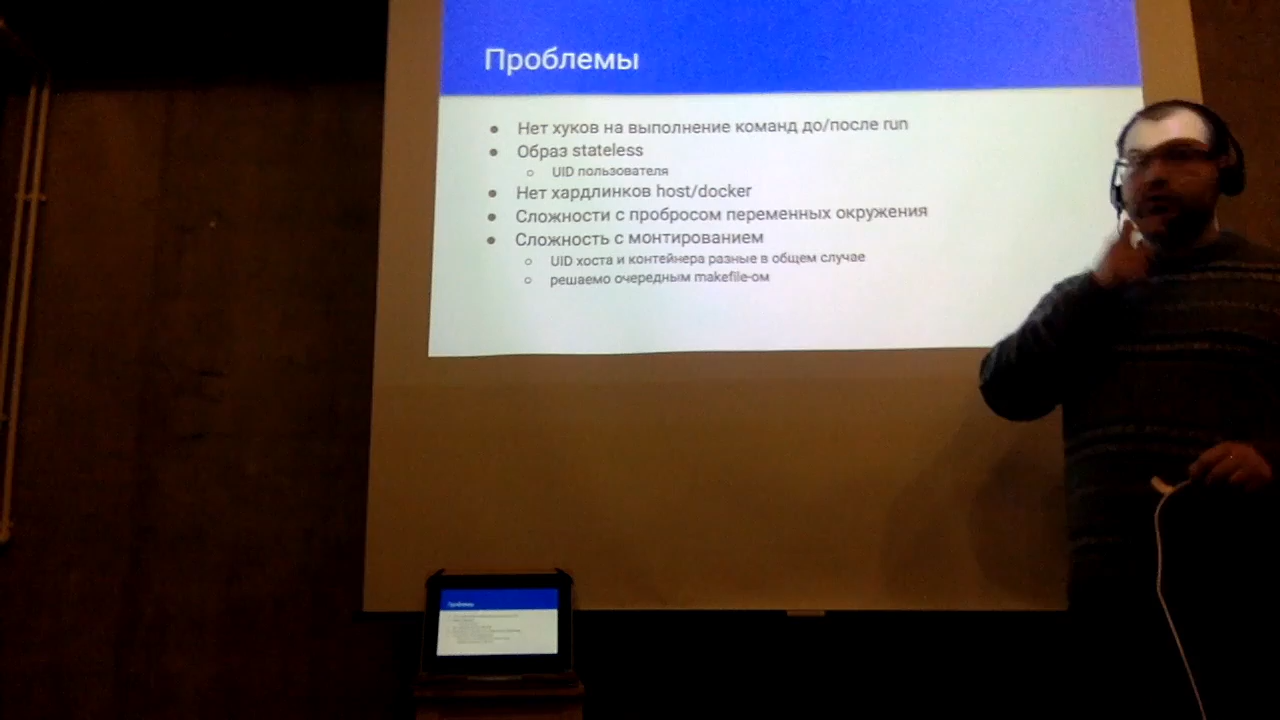 Проблемы
● Нет хуков на выполнение команд до/после run
● Образ stateless
○ UID пользователя
● Нет хардлинков host/docker
● Сложности с пробросом переменных окружения
● Сложность с монтированием
○ UID хоста и контейнера разные в общем случае
○ решаемо очередным makefile-ом
Проблемы